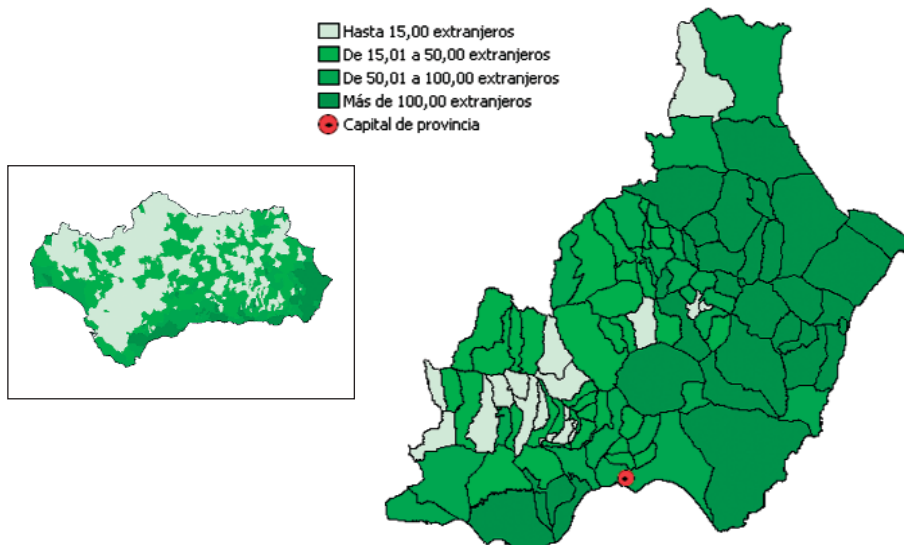 Hasta 15,00 extranjeros
De 15,01 a 50,00 extranjeros
De 50,01 a 100,00 extranjeros
Más de 100,00 extranjeros
Capital de provincia